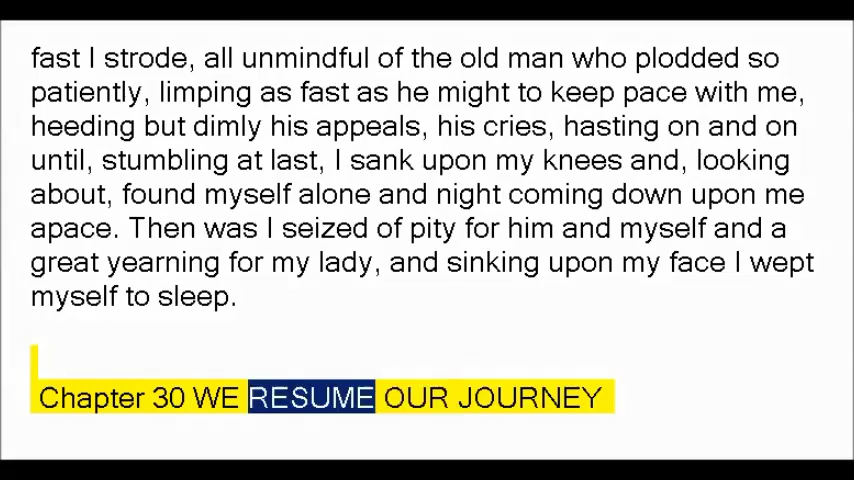 fast I strode, all unmindful of the old man who plodded so
patiently, limping as fast as he might to keep pace with me,
heeding but dimly his appeals, his cries, hasting on and on
until, stumbling at last, I sank upon my knees and, looking
about, found myself alone and night coming down upon me
apace. Then was I seized of pity for him and myself and a
great yearning for my lady, and sinking upon my face I wept
myself to sleep.
Chapter 30 WE RESUME OUR JOURNEY